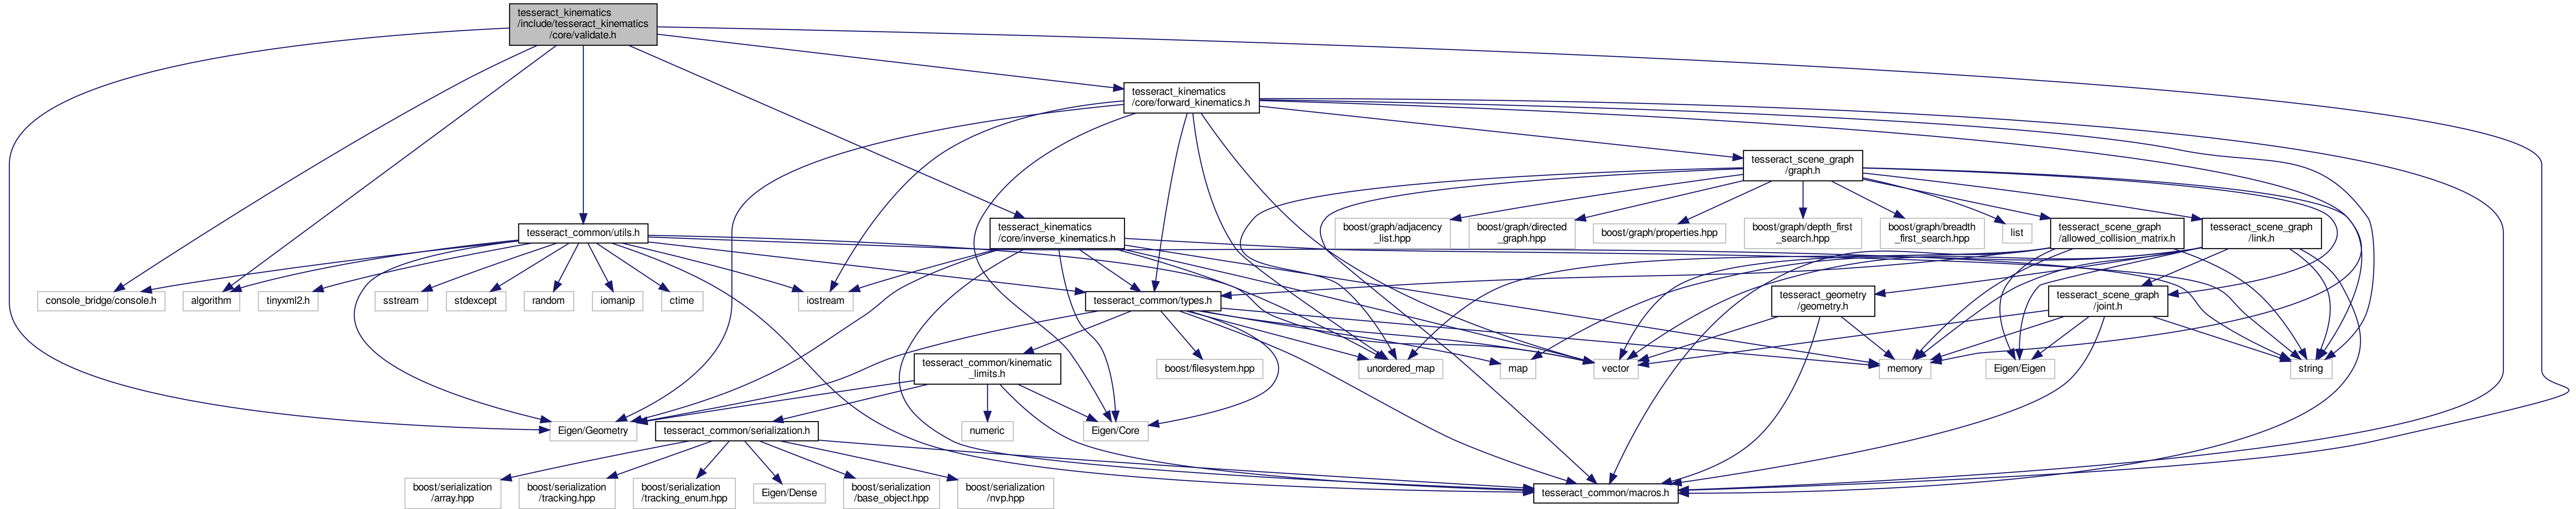 tesseract_kinematics
/include/tesseract_kinematics
/core/validate.h
tesseract_kinematics
/core/forward_kinematics.h
tesseract_scene_graph
/graph.h
tesseract_common/utils.h
tesseract_kinematics
/core/inverse_kinematics.h
boost/graph/adjacency
_list.hpp
boost/graph/directed
_graph.hpp
boost/graph/properties.hpp
boost/graph/depth_first
_search.hpp
boost/graph/breadth
_first_search.hpp
list
tesseract_scene_graph
/allowed_collision_matrix.h
tesseract_scene_graph
/link.h
console_bridge/console.h
algorithm
tinyxml2.h
sstream
stdexcept
random
iomanip
ctime
iostream
tesseract_common/types.h
tesseract_geometry
/geometry.h
tesseract_scene_graph
/joint.h
tesseract_common/kinematic
_limits.h
boost/filesystem.hpp
unordered_map
map
vector
memory
Eigen/Eigen
string
Eigen/Geometry
tesseract_common/serialization.h
numeric
Eigen/Core
boost/serialization
/array.hpp
boost/serialization
/tracking.hpp
boost/serialization
/tracking_enum.hpp
Eigen/Dense
boost/serialization
/base_object.hpp
boost/serialization
/nvp.hpp
tesseract_common/macros.h